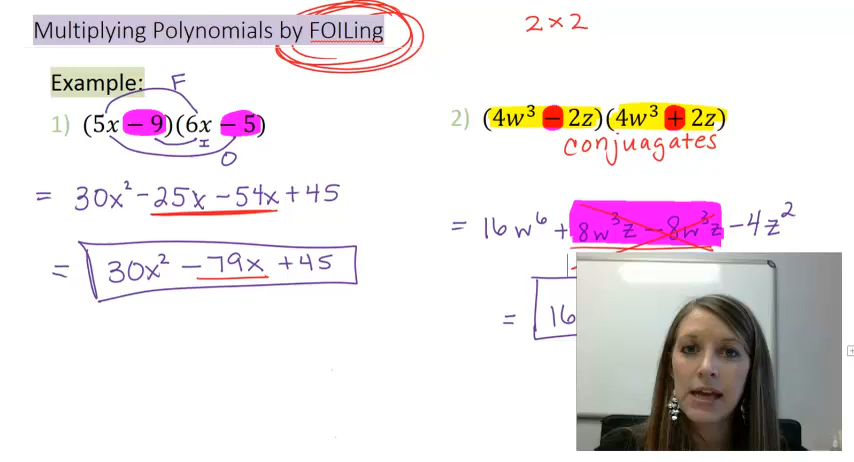 Multiplying Polynomials by FOILing
2 × 2
Example:
F
1) (5x − 9)(6x − 5)
I
O
= 30x² − 25x − 54x + 45
= 30x² − 79x + 45
2) (4w³ − 2z)(4w³ + 2z)
conjuagates
= 16w⁶ + 8w³z − 8w³z − 4z²
= 16